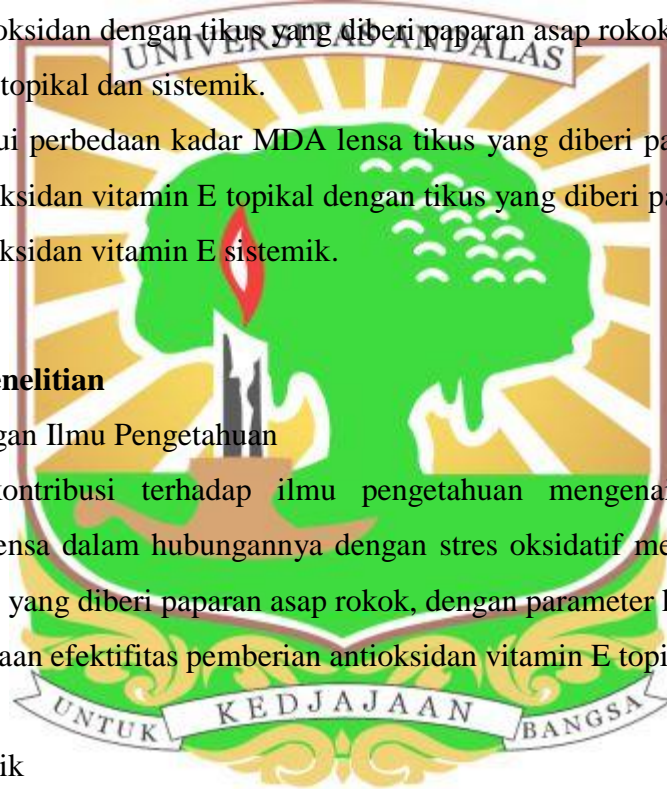 oksidan dengan tikus yang diberi paparan asap rokok
UNIVERSITAS ANDALAS
topikal dan sistemik.
ui perbedaan kadar MDA lensa tikus yang diberi pa
ksidan vitamin E topikal dengan tikus yang diberi pa
ksidan vitamin E sistemik.
enelitian
gan Ilmu Pengetahuan
kontribusi terhadap ilmu pengetahuan mengenai
ensa dalam hubungannya dengan stres oksidatif me
yang diberi paparan asap rokok, dengan parameter
aan efektifitas pemberian antioksidan vitamin E topi
UNTUK KEDJAJAAN BANGSA
ik